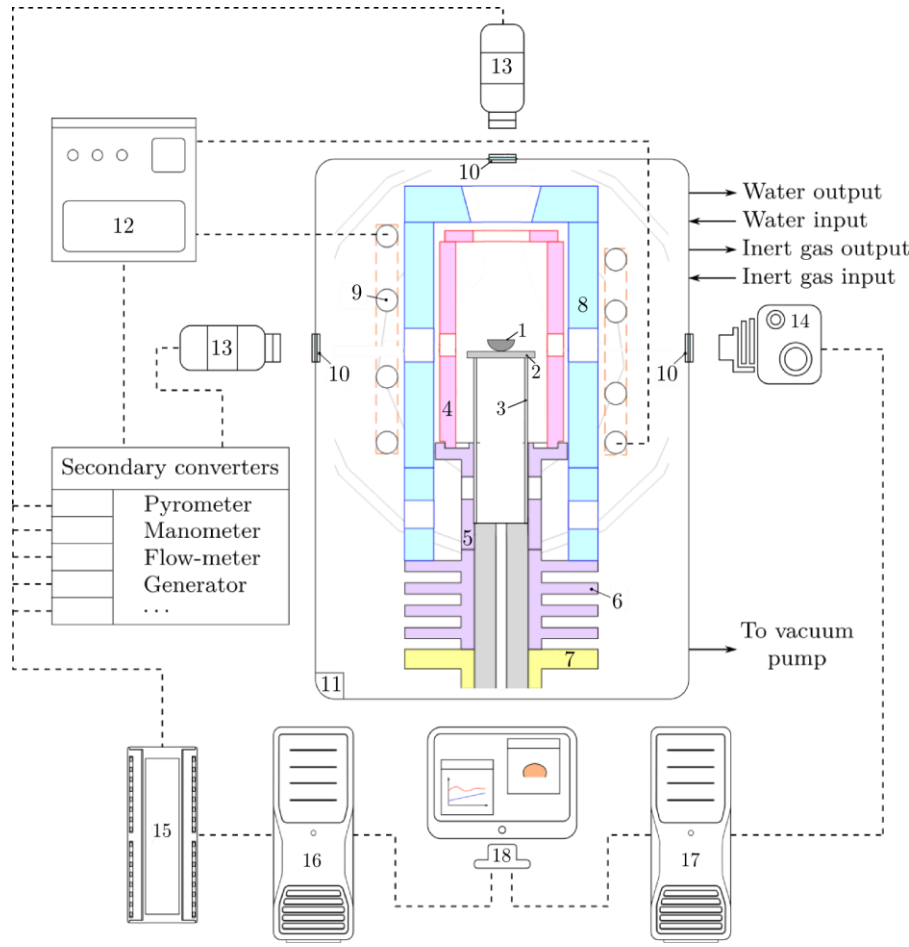 13
10
12
Water output
Water input
Inert gas output
Inert gas input
9
8
1
14
13
10
2
10
4
3
Secondary converters
Pyrometer
Manometer
Flow-meter
Generator
. . .
5
6
To vacuum
pump
7
11
15
16
18
17